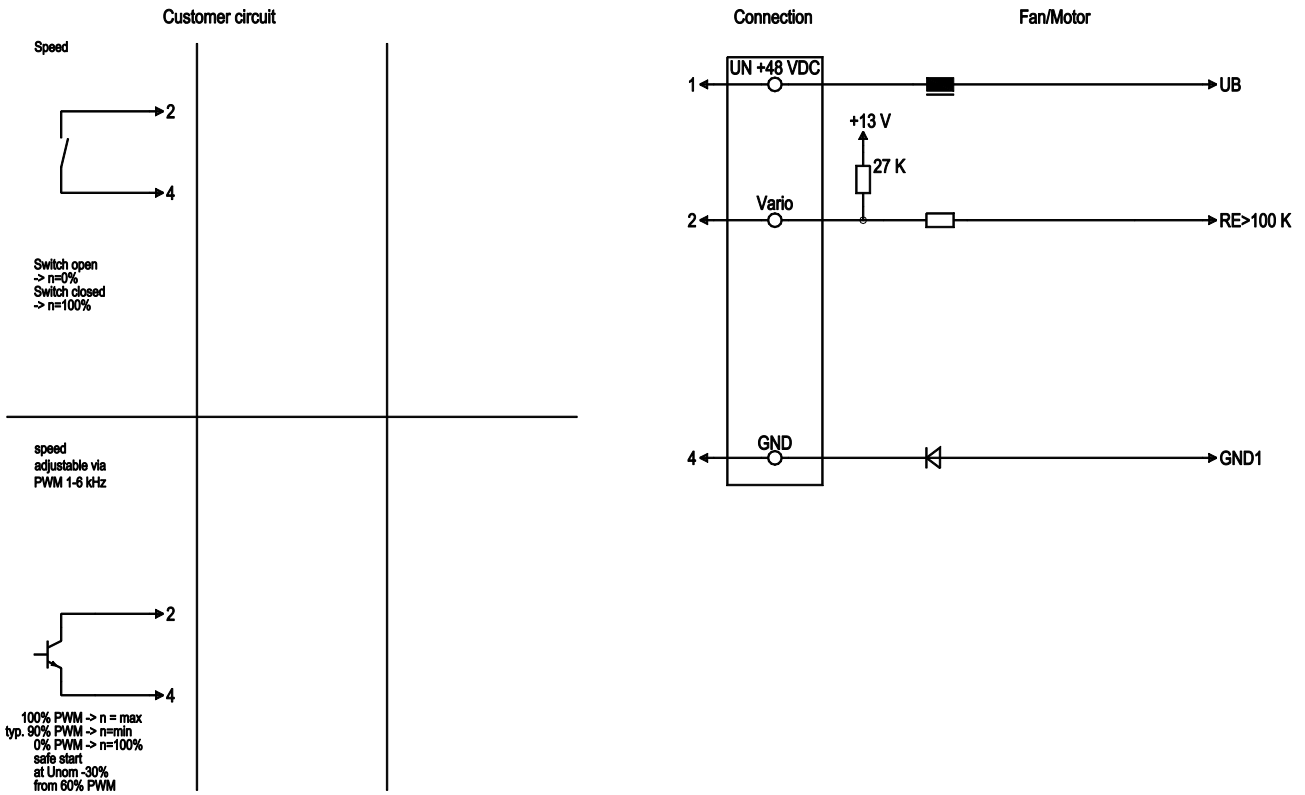 Customer circuit
Connection
Fan/Motor
Speed
2
4
Switch open
-> n=0%
Switch closed
-> n=100%
speed
adjustable via
PWM 1-6 kHz
2
4
100% PWM -> n = max
typ. 90% PWM -> n=min
0% PWM -> n=100%
safe start
at Unom -30%
from 60% PWM
UN +48 VDC
1
UB
+13 V
27 K
Vario
2
RE>100 K
GND
4
GND1